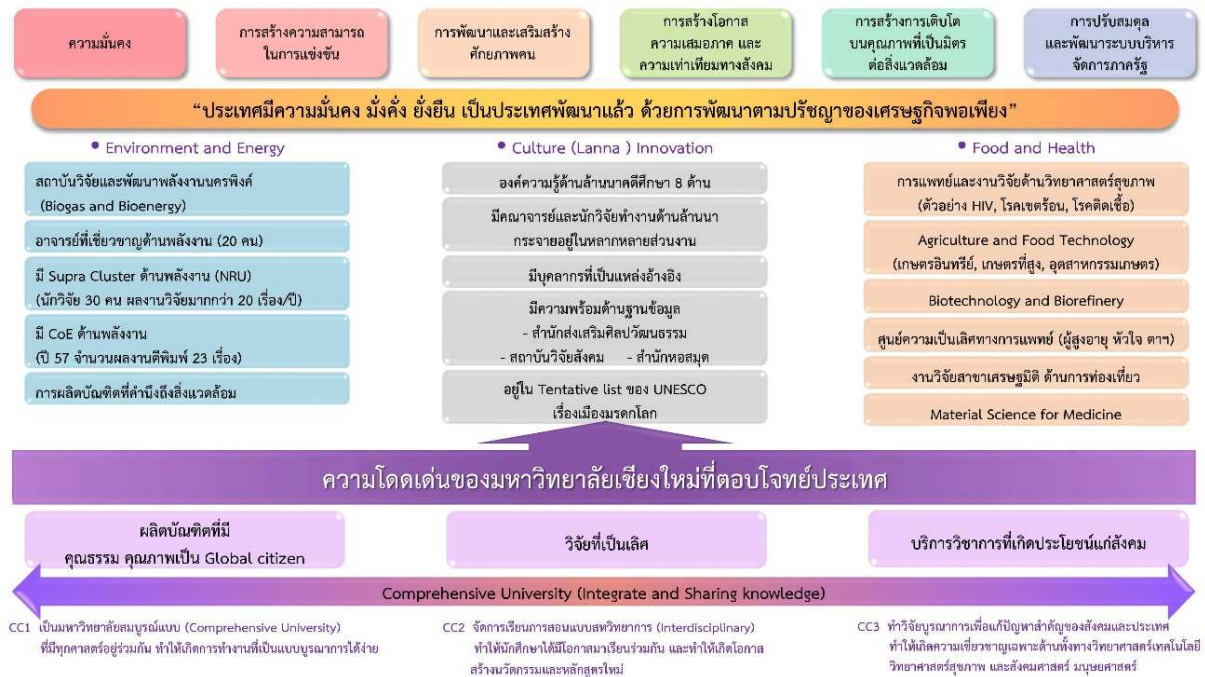 ความมั่นคง
การสร้างความสามารถ
ในการแข่งขัน
การพัฒนาและเสริมสร้าง
ศักยภาพคน
การสร้างโอกาส
ความเสมอภาค และ
ความเท่าเทียมทางสังคม
การสร้างการเติบโต
บนคุณภาพที่เป็นมิตร
ต่อสิ่งแวดล้อม
การปรับสมดุล
และพัฒนาระบบบริหาร
จัดการภาครัฐ
“ประเทศมีความมั่นคง มั่งคั่ง ยั่งยืน เป็นประเทศพัฒนาแล้ว ด้วยการพัฒนาตามปรัชญาของเศรษฐกิจพอเพียง”
• Environment and Energy
สถาบันวิจัยและพัฒนาพลังงานนครพิงค์
(Biogas and Bioenergy)
อาจารย์ที่เชี่ยวชาญด้านพลังงาน (20 คน)
มี Supra Cluster ด้านพลังงาน (NRU)
(นักวิจัย 30 คน ผลงานวิจัยมากกว่า 20 เรื่อง/ปี)
มี CoE ด้านพลังงาน
(ปี 57 จำนวนผลงานตีพิมพ์ 23 เรื่อง)
การผลิตบัณฑิตที่คำนึงถึงสิ่งแวดล้อม
• Culture (Lanna ) Innovation
องค์ความรู้ด้านล้านนาคดีศึกษา 8 ด้าน
มีคณาจารย์และนักวิจัยทำงานด้านล้านนา
กระจายอยู่ในหลากหลายส่วนงาน
มีบุคลากรที่เป็นแหล่งอ้างอิง
มีความพร้อมด้านฐานข้อมูล
- สำนักส่งเสริมศิลปวัฒนธรรม
- สถาบันวิจัยสังคม - สำนักหอสมุด
อยู่ใน Tentative list ของ UNESCO
เรื่องเมืองมรดกโลก
• Food and Health
การแพทย์และงานวิจัยด้านวิทยาศาสตร์สุขภาพ
(ตัวอย่าง HIV, โรคเขตร้อน, โรคติดเชื้อ)
Agriculture and Food Technology
(เกษตรอินทรีย์, เกษตรที่สูง, อุตสาหกรรมเกษตร)
Biotechnology and Biorefinery
ศูนย์ความเป็นเลิศทางการแพทย์ (ผู้สูงอายุ หัวใจ ตาฯ)
งานวิจัยสาขาเศรษฐมิติ ด้านการท่องเที่ยว
Material Science for Medicine
ความโดดเด่นของมหาวิทยาลัยเชียงใหม่ที่ตอบโจทย์ประเทศ
ผลิตบัณฑิตที่มี
คุณธรรม คุณภาพเป็น Global citizen
วิจัยที่เป็นเลิศ
บริการวิชาการที่เกิดประโยชน์แก่สังคม
Comprehensive University (Integrate and Sharing knowledge)
CC1 เป็นมหาวิทยาลัยสมบูรณ์แบบ (Comprehensive University)
ที่มีทุกศาสตร์อยู่ร่วมกัน ทำให้เกิดการทำงานที่เป็นแบบบูรณาการได้ง่าย
CC2 จัดการเรียนการสอนแบบสหวิทยาการ (Interdisciplinary)
ทำให้นักศึกษาได้มีโอกาสมาเรียนร่วมกัน และทำให้เกิดโอกาส
สร้างนวัตกรรมและหลักสูตรใหม่
CC3 ทำวิจัยบูรณาการเพื่อแก้ปัญหาสำคัญของสังคมและประเทศ
ทำให้เกิดความเชี่ยวชาญเฉพาะด้านทั้งทางวิทยาศาสตร์เทคโนโลยี
วิทยาศาสตร์สุขภาพ และสังคมศาสตร์ มนุษยศาสตร์